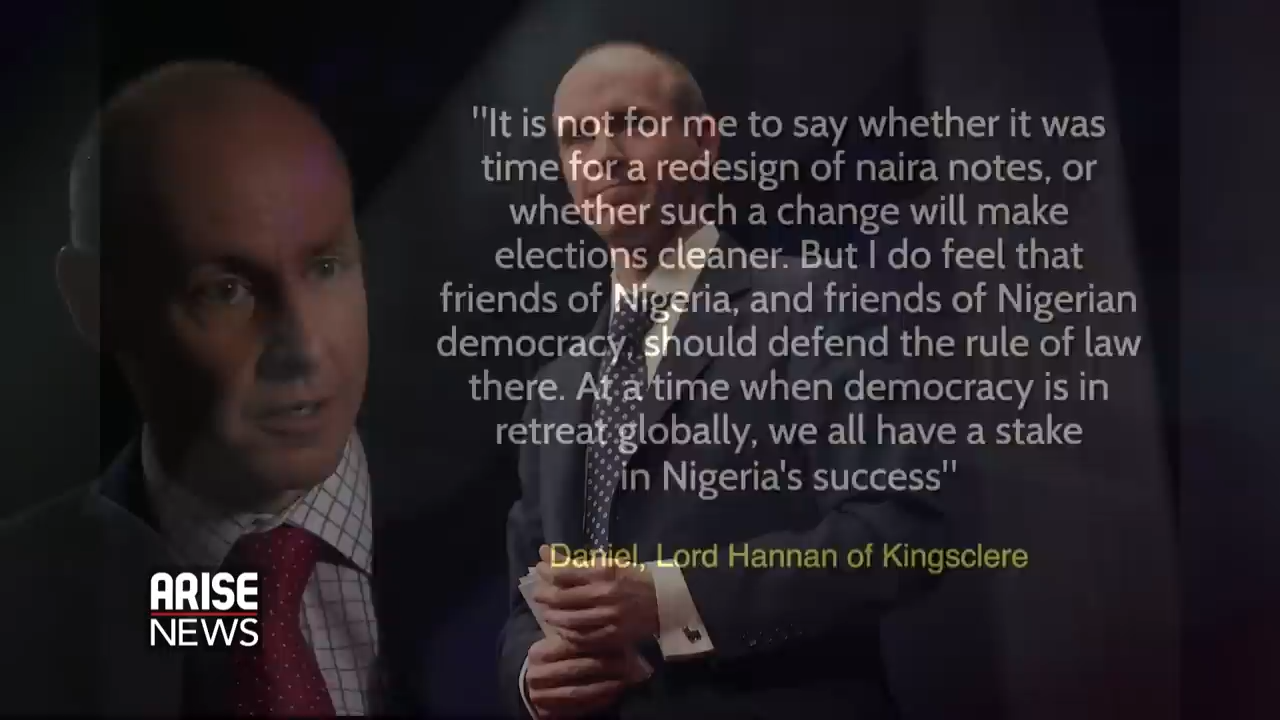 "It is not for me to say whether it was
time for a redesign of naira notes, or
whether such a change will make
elections cleaner. But I do feel that
friends of Nigeria, and friends of Nigerian
democracy, should defend the rule of law
there. At a time when democracy is in
retreat globally, we all have a stake
in Nigeria's success"
Daniel, Lord Hannan of Kingsclere
ARISE
NEWS